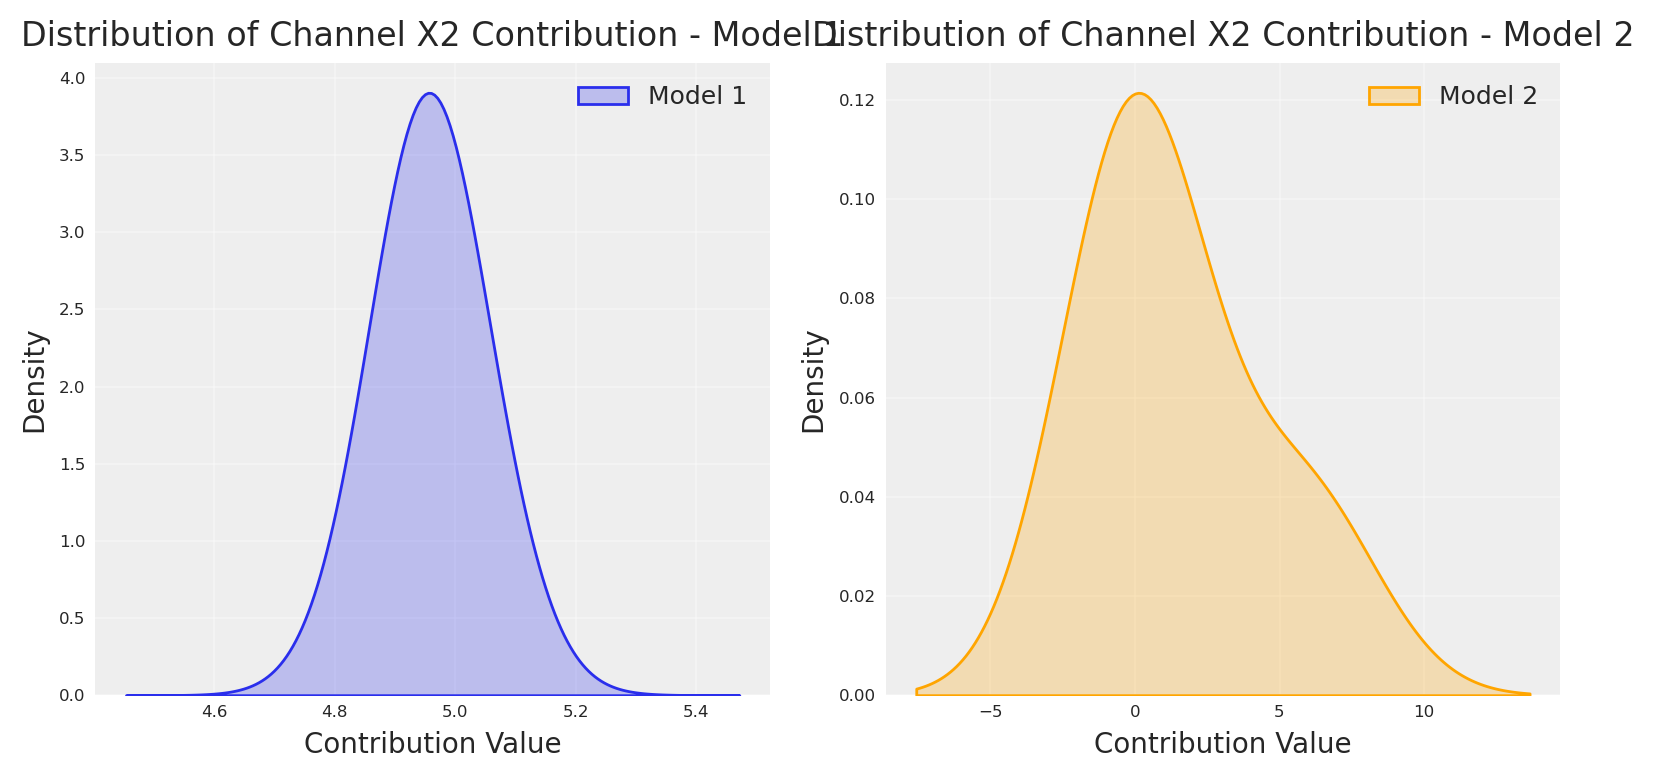 Distribution of Channel X2 Contribution - Model 1
4.0
3.5
3.0
2.5
2.0
1.5
1.0
0.5
0.0
Density
Model 1
4.6 4.8 5.0 5.2 5.4
Contribution Value
Distribution of Channel X2 Contribution - Model 2
0.12
0.10
0.08
0.06
0.04
0.02
0.00
Density
Model 2
−5 0 5 10
Contribution Value